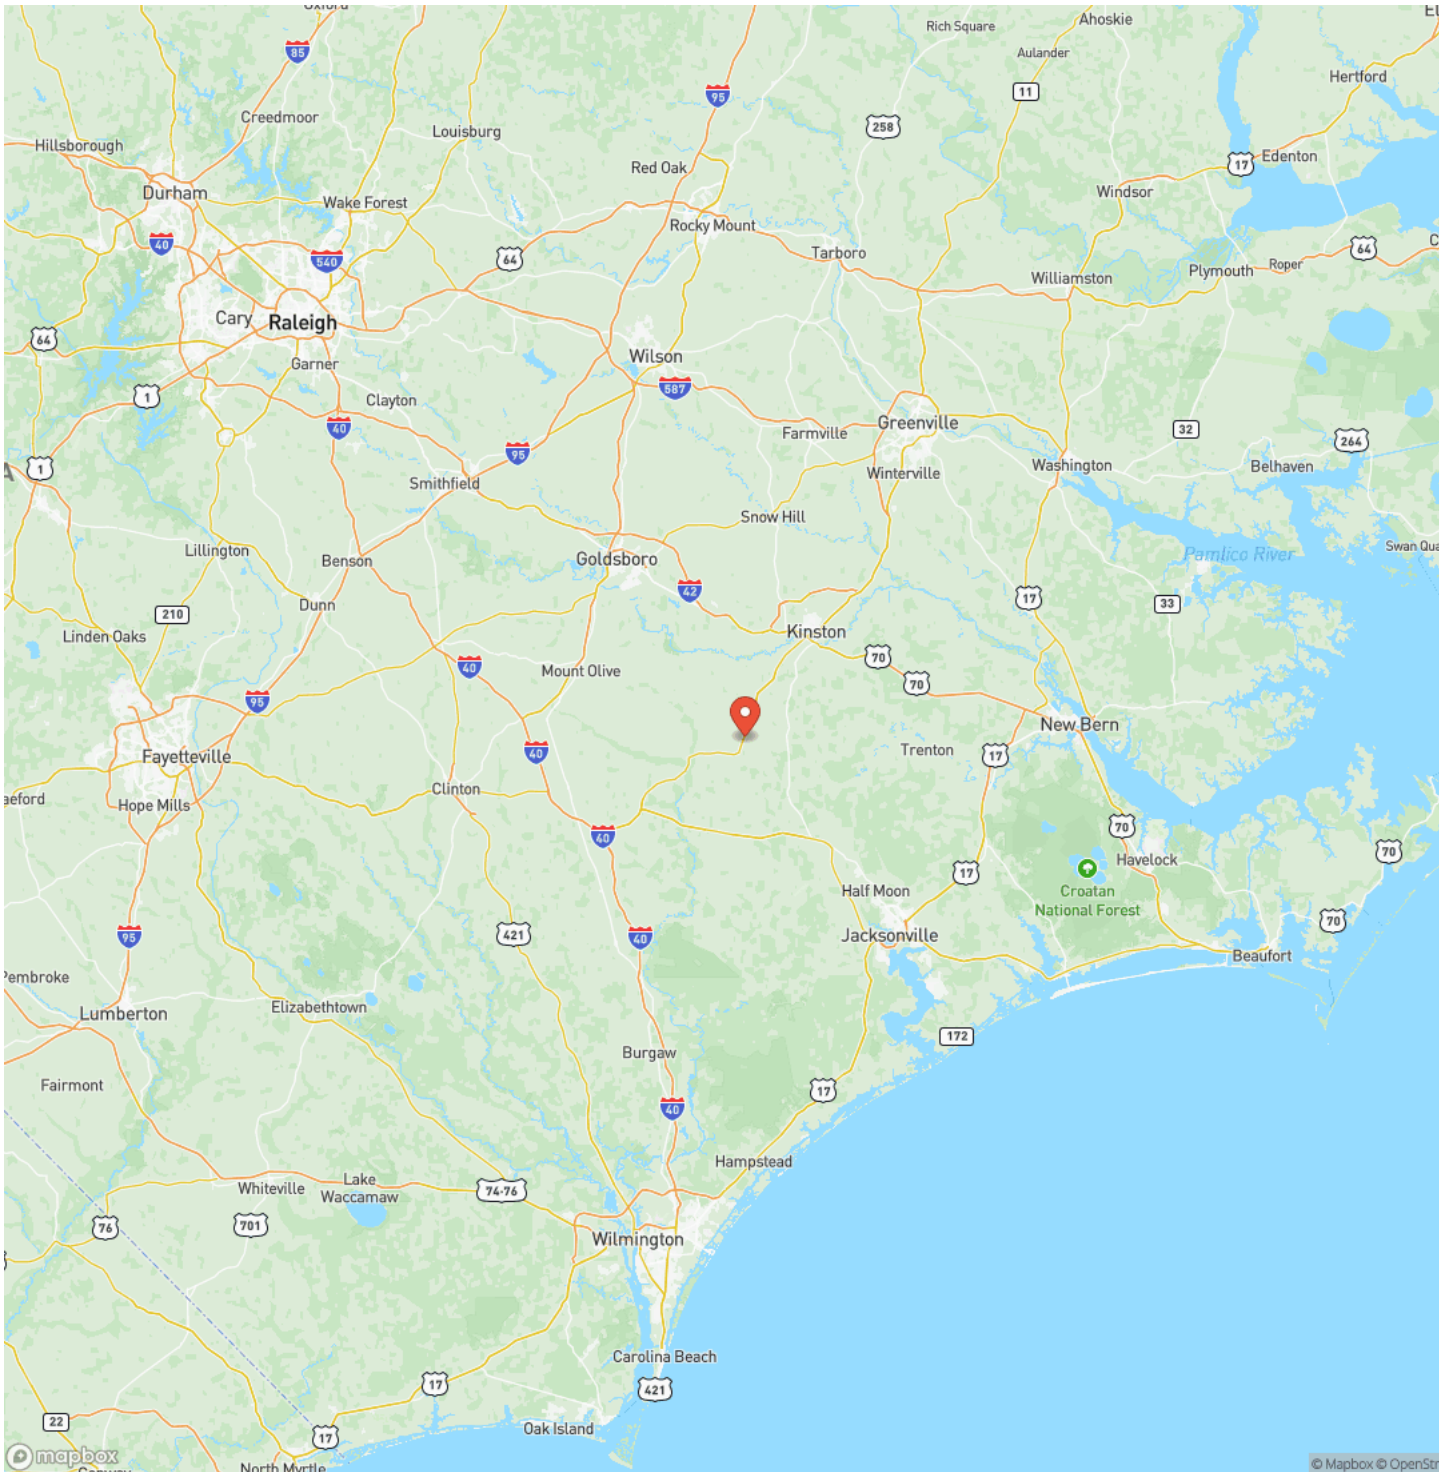 Oxford
Ahoskie
Rich Square
Aulander
85
95
11
Hertford
Creedmoor
258
Louisburg
Hillsborough
Red Oak
17
Edenton
Durham
Windsor
Wake Forest
Rocky Mount
40
Tarboro
64
540
64
Williamston
Plymouth
Roper
Cary
Raleigh
64
Wilson
Garner
587
1
Clayton
40
Greenville
Farmville
32
264
95
1
Winterville
Washington
Belhaven
Smithfield
Snow Hill
Lillington
Benson
Goldsboro
Pamlico River
Swan Qua
42
17
33
Dunn
210
Linden Oaks
Kinston
70
40
Mount Olive
70
95
New Bern
40
Trenton
17
Fayetteville
Clinton
aeford
Hope Mills
40
70
70
Havelock
17
Half Moon
Croatan
National Forest
70
421
95
40
Jacksonville
Beaufort
Pembroke
Elizabethtown
Lumberton
172
Burgaw
Fairmont
17
40
Hampstead
Lake
Waccamaw
Whiteville
74-76
76
701
Wilmington
Carolina Beach
17
421
22
Oak Island
17
mapbox
North Myrtle
© Mapbox © OpenStr